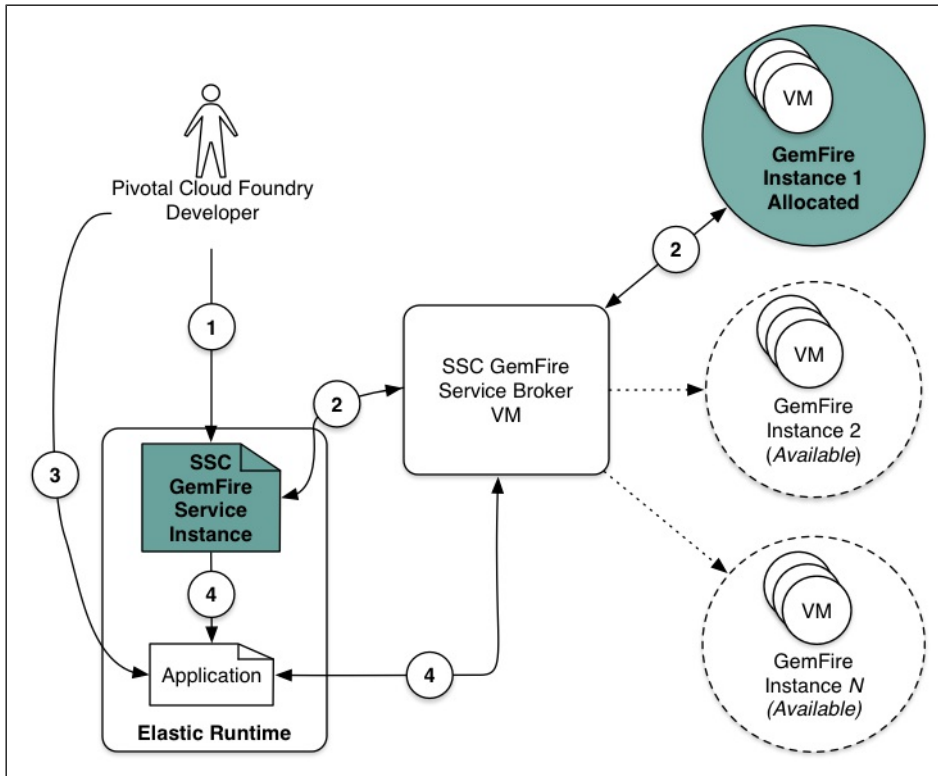 VM
GemFire
Instance 1
Allocated
Pivotal Cloud Foundry
Developer
2
1
SSC GemFire
Service Broker
VM
VM
GemFire
Instance 2
(Available)
2
3
SSC
GemFire
Service
Instance
4
VM
GemFire
Instance N
(Available)
Application
4
Elastic Runtime